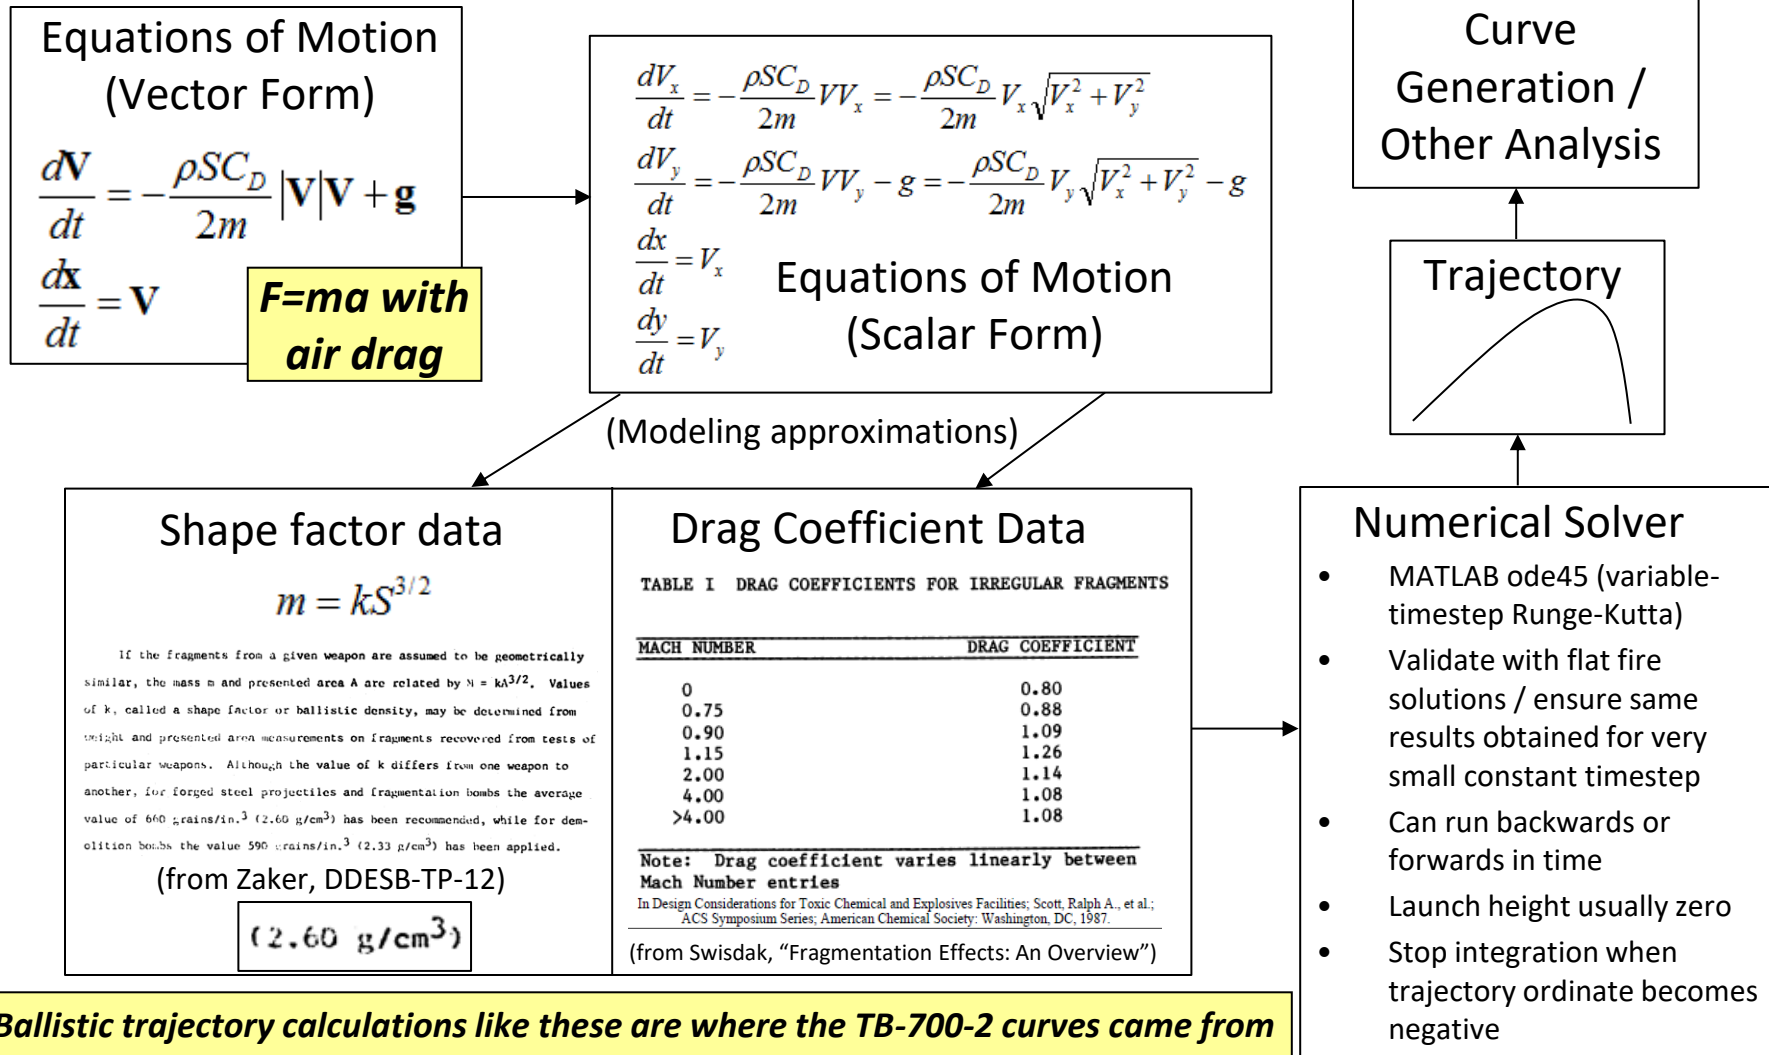 Equations of Motion
(Vector Form)
d𝐕/dt = −(ρSC_D/2m)|𝐕|𝐕 + 𝐠
d𝐱/dt = 𝐕
F=ma with
air drag
dV_x/dt = −(ρSC_D/2m) VV_x = −(ρSC_D/2m) V_x √(V_x² + V_y²)
dV_y/dt = −(ρSC_D/2m) VV_y − g = −(ρSC_D/2m) V_y √(V_x² + V_y²) − g
dx/dt = V_x
dy/dt = V_y
Equations of Motion
(Scalar Form)
(Modeling approximations)
Shape factor data
m = kS^{3/2}
If the fragments from a given weapon are assumed to be geometrically
similar, the mass m and presented area A are related by M = kA^{3/2}. Values
of k, called a shape factor or ballistic density, may be determined from
weight and presented area measurements on fragments recovered from tests of
particular weapons. Although the value of k differs from one weapon to
another, for forged steel projectiles and fragmentation bombs the average
value of 660 grains/in.³ (2.60 g/cm³) has been recommended, while for dem-
olition bombs the value 590 grains/in.³ (2.33 g/cm³) has been applied.
(from Zaker, DDESB-TP-12)
(2.60 g/cm³)
Drag Coefficient Data
TABLE I DRAG COEFFICIENTS FOR IRREGULAR FRAGMENTS
MACH NUMBER DRAG COEFFICIENT
0 0.80
0.75 0.88
0.90 1.09
1.15 1.26
2.00 1.14
4.00 1.08
>4.00 1.08
Note: Drag coefficient varies linearly between
Mach Number entries
In Design Considerations for Toxic Chemical and Explosives Facilities; Scott, Ralph A., et al.;
ACS Symposium Series; American Chemical Society: Washington, DC, 1987.
(from Swisdak, “Fragmentation Effects: An Overview”)
Ballistic trajectory calculations like these are where the TB-700-2 curves came from
Curve
Generation /
Other Analysis
Trajectory
Numerical Solver
• MATLAB ode45 (variable-
timestep Runge-Kutta)
• Validate with flat fire
solutions / ensure same
results obtained for very
small constant timestep
• Can run backwards or
forwards in time
• Launch height usually zero
• Stop integration when
trajectory ordinate becomes
negative